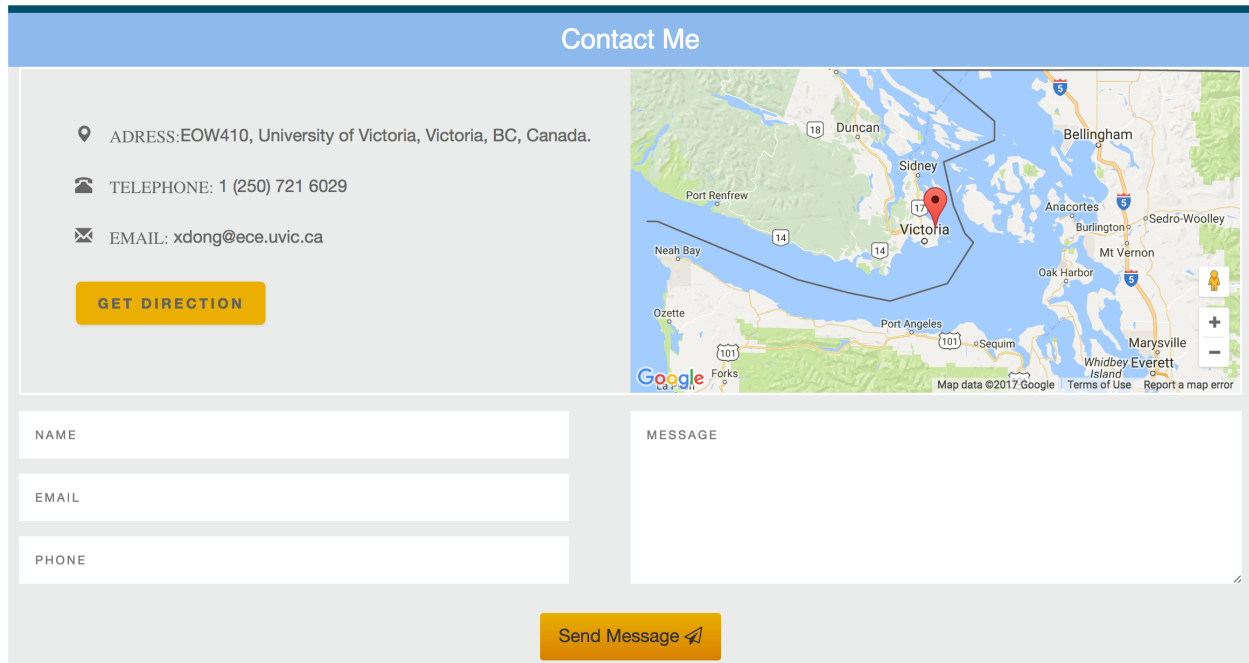 Contact Me
ADRESS:EOW410, University of Victoria, Victoria, BC, Canada.
TELEPHONE: 1 (250) 721 6029
EMAIL: xdong@ece.uvic.ca
GET DIRECTION
5
18
Duncan
Bellingham
Sidney
Port Renfrew
17
Anacortes
5
Sedro-Woolley
Burlington
Victoria
14
14
Neah Bay
Mt Vernon
Oak Harbor
5
Ozette
Port Angeles
101
Sequim
+
101
Marysville
−
Whidbey
Island
Everett
Forks
Google
Map data ©2017 Google
Terms of Use
Report a map error
NAME
MESSAGE
EMAIL
PHONE
Send Message